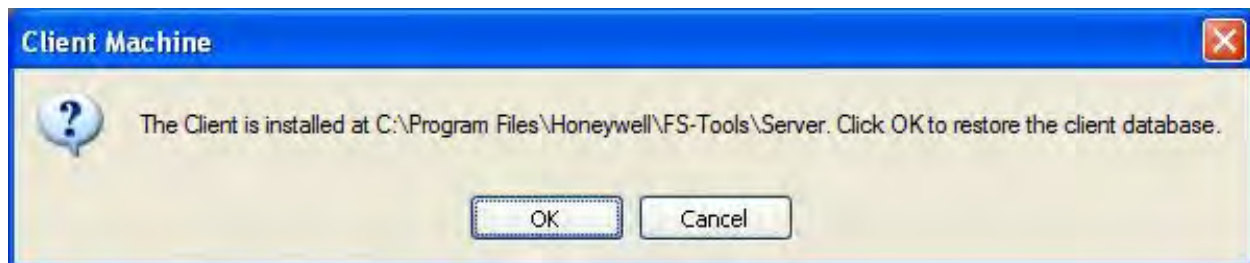 Client Machine
The Client is installed at C:\Program Files\Honeywell\FS-Tools\Server. Click OK to restore the client database.
OK
Cancel